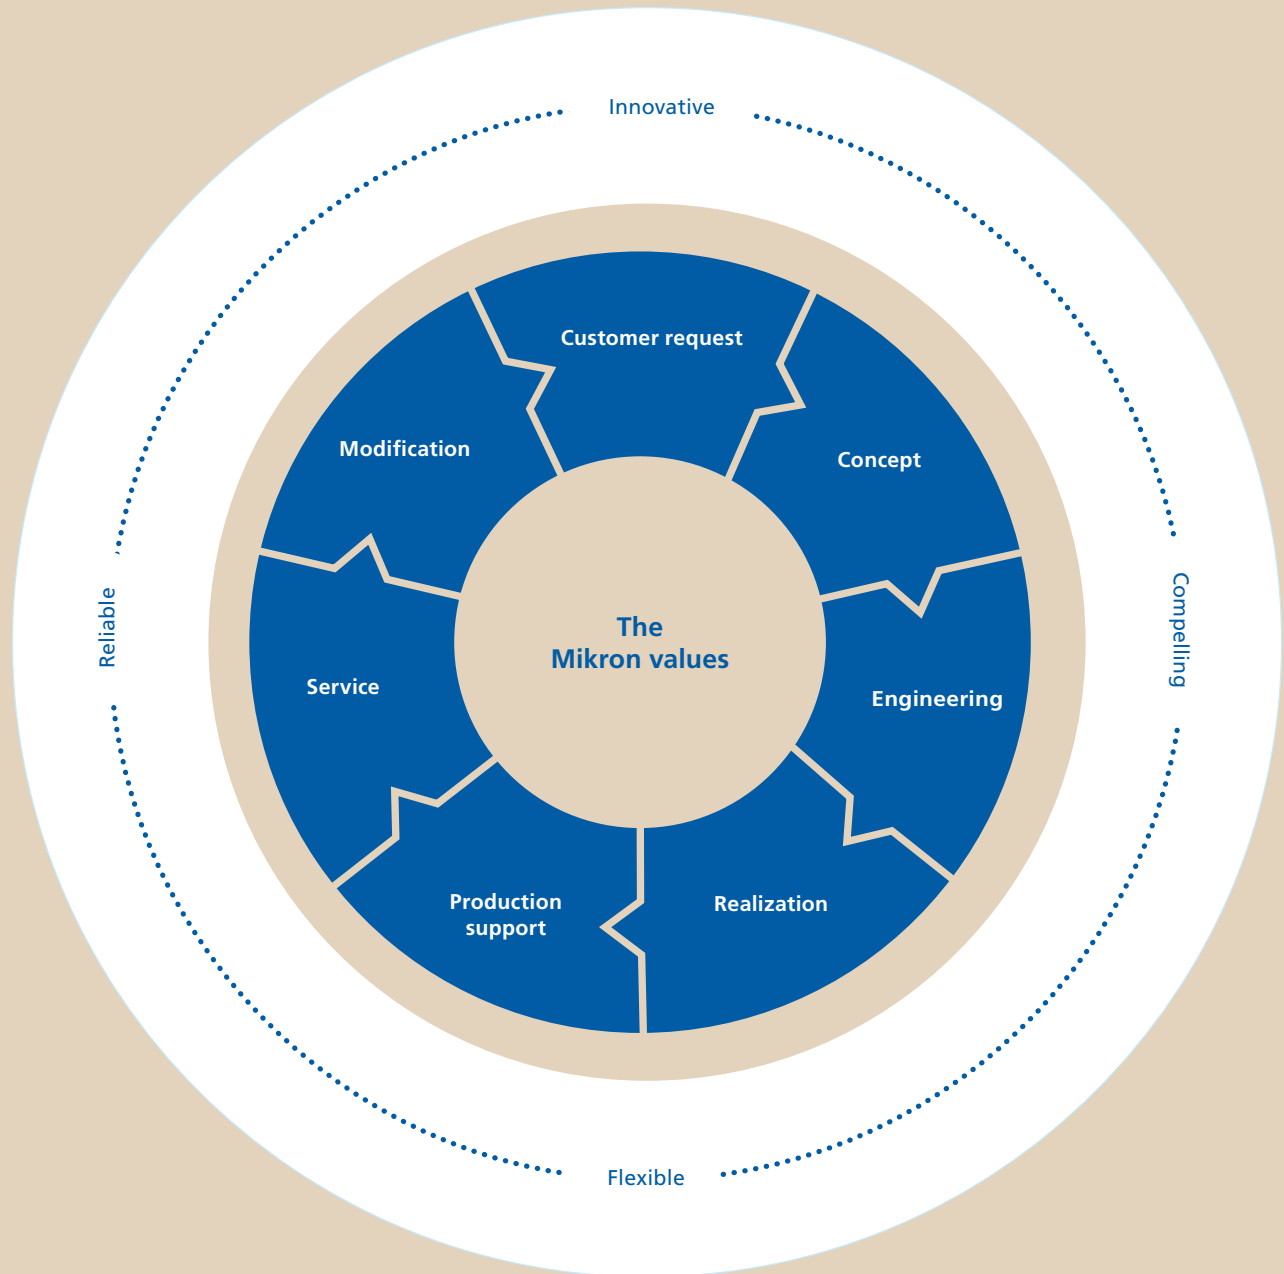 Innovative
Customer request
Modification
Concept
Reliable
Compelling
The
Mikron values
Service
Engineering
Production
support
Realization
Flexible